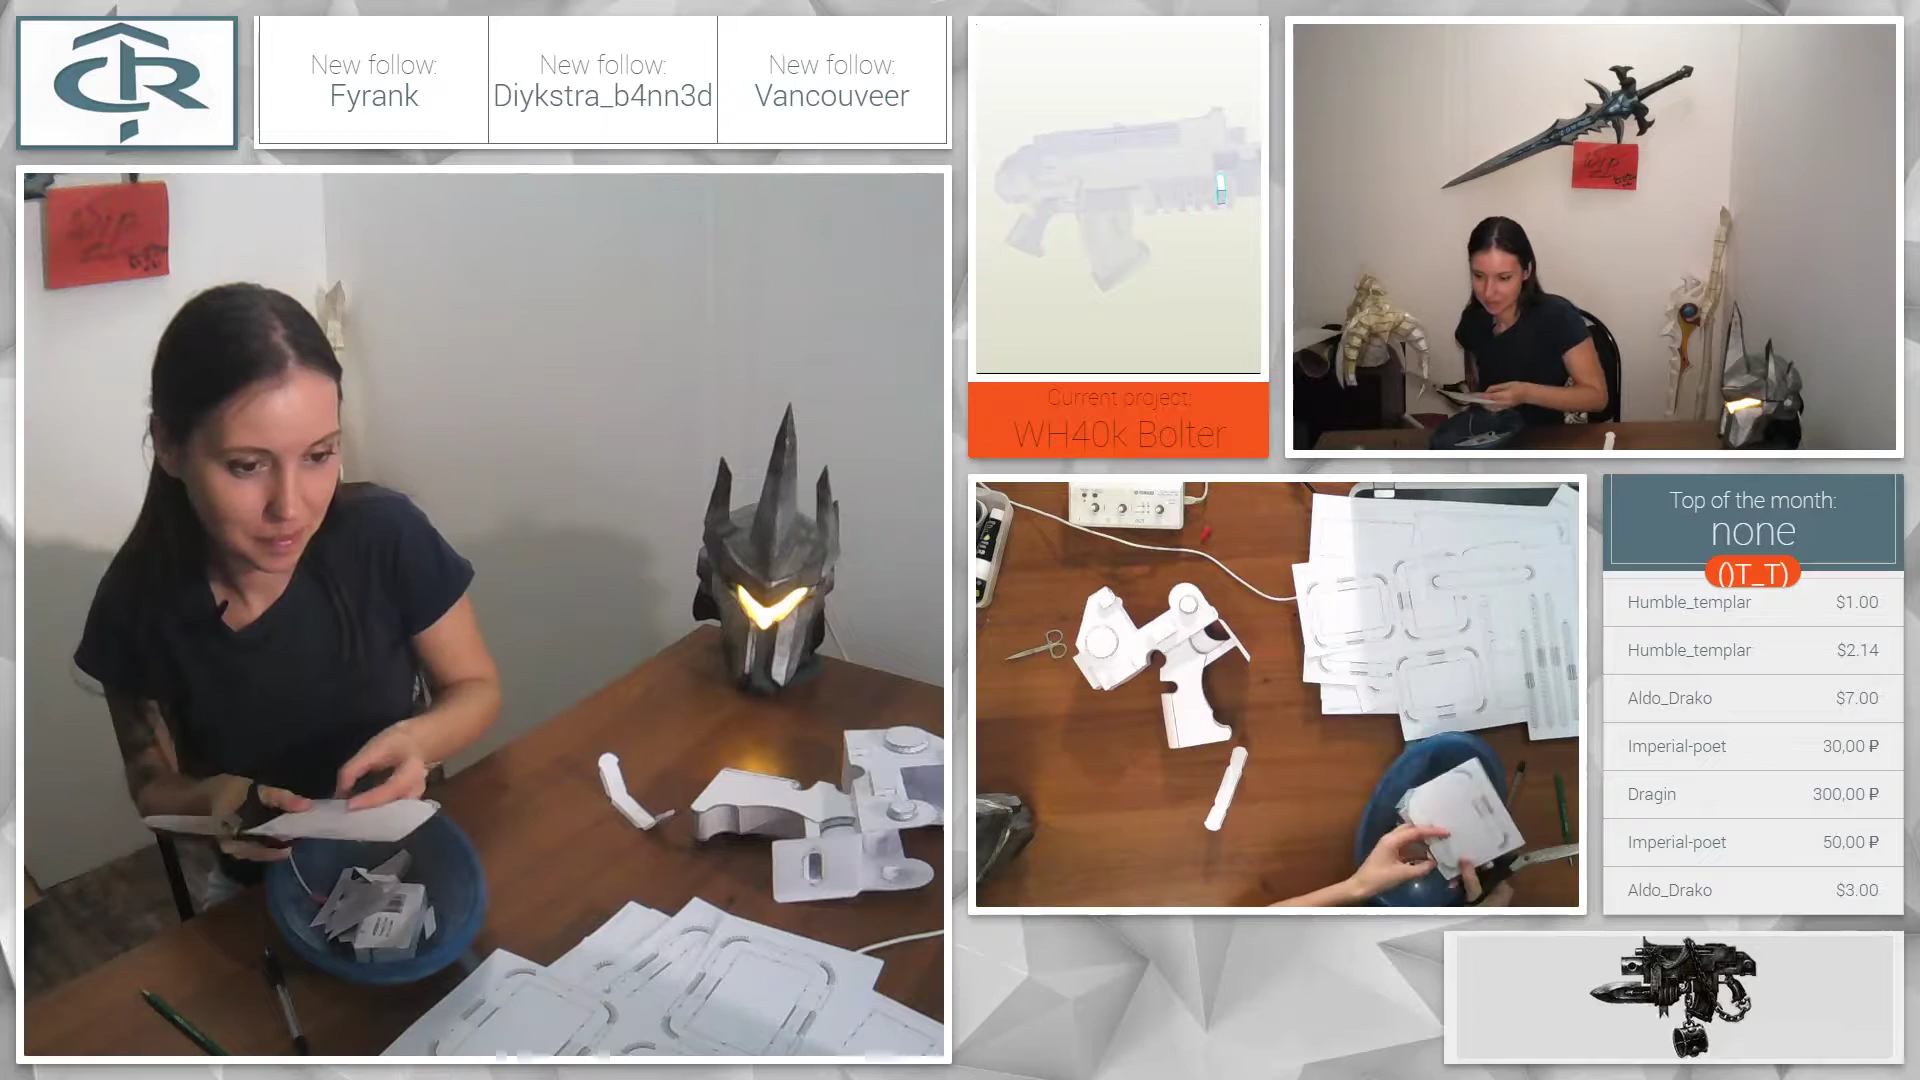 New follow:
Fyrank
New follow:
Diykstra_b4nn3d
New follow:
Vancouveer
WIP
WIP
Current project:
WH40k Bolter
Top of the month:
none
()T_T)
Humble_templar $1.00
Humble_templar $2.14
Aldo_Drako $7.00
Imperial-poet 30,00 ₽
Dragin 300,00 ₽
Imperial-poet 50,00 ₽
Aldo_Drako $3.00